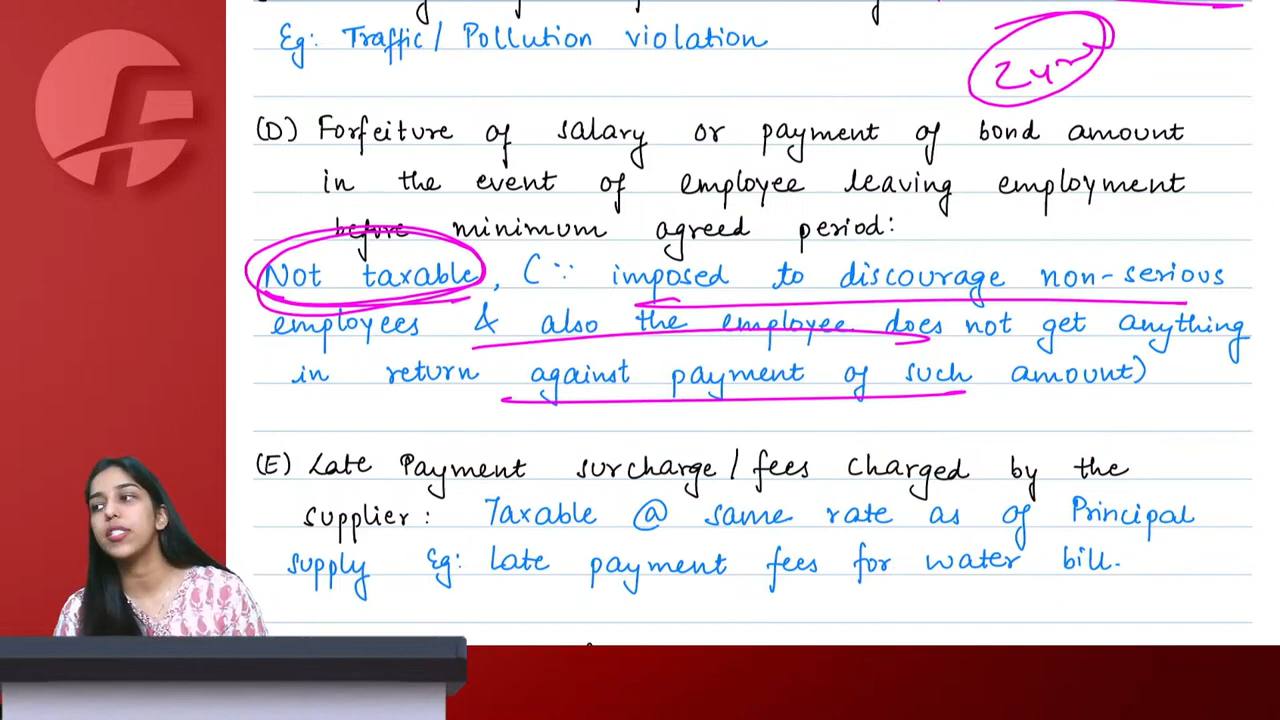 Eg: Traffic/ Pollution violation
2 yrs
(D) Forfeiture of salary or payment of bond amount
in the event of employee leaving employment
before minimum agreed period:
Not taxable, (∵ imposed to discourage non-serious
employees & also the employee does not get anything
in return against payment of such amount)
(E) Late Payment surcharge/fees charged by the
supplier: Taxable @ same rate as of Principal
supply Eg: Late payment fees for water bill.